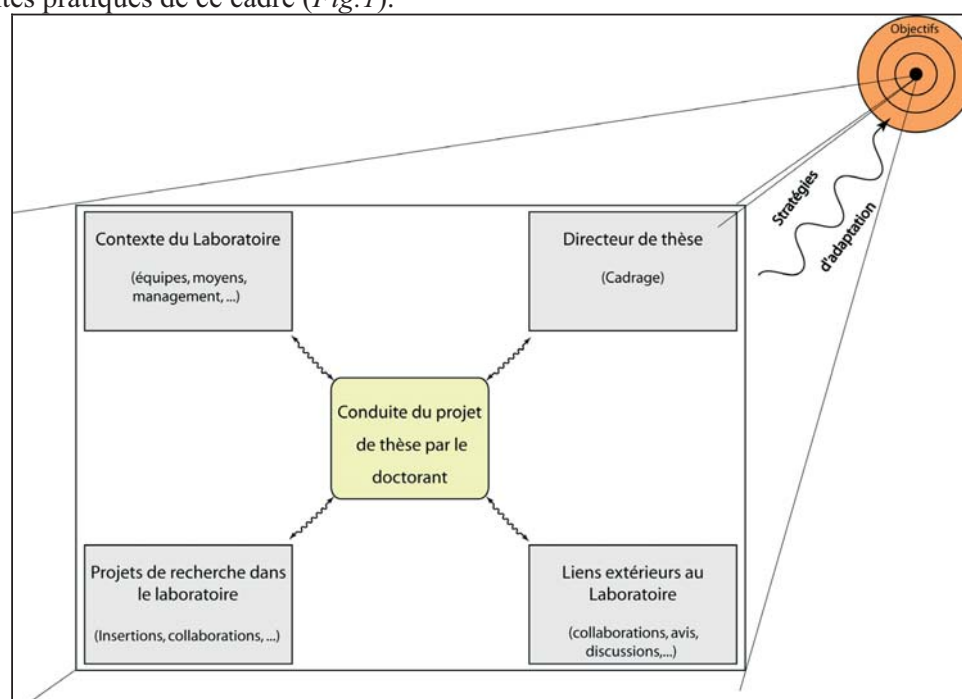 ites pratiques de ce cadre (Fig.1).
Objectifs
Stratégies
d'adaptation
Contexte du Laboratoire
(équipes, moyens,
management, ...)
Directeur de thèse
(Cadrage)
Conduite du projet
de thèse par le
doctorant
Projets de recherche dans
le laboratoire
(Insertions, collaborations, ...)
Liens extérieurs au
Laboratoire
(collaborations, avis,
discussions,...)